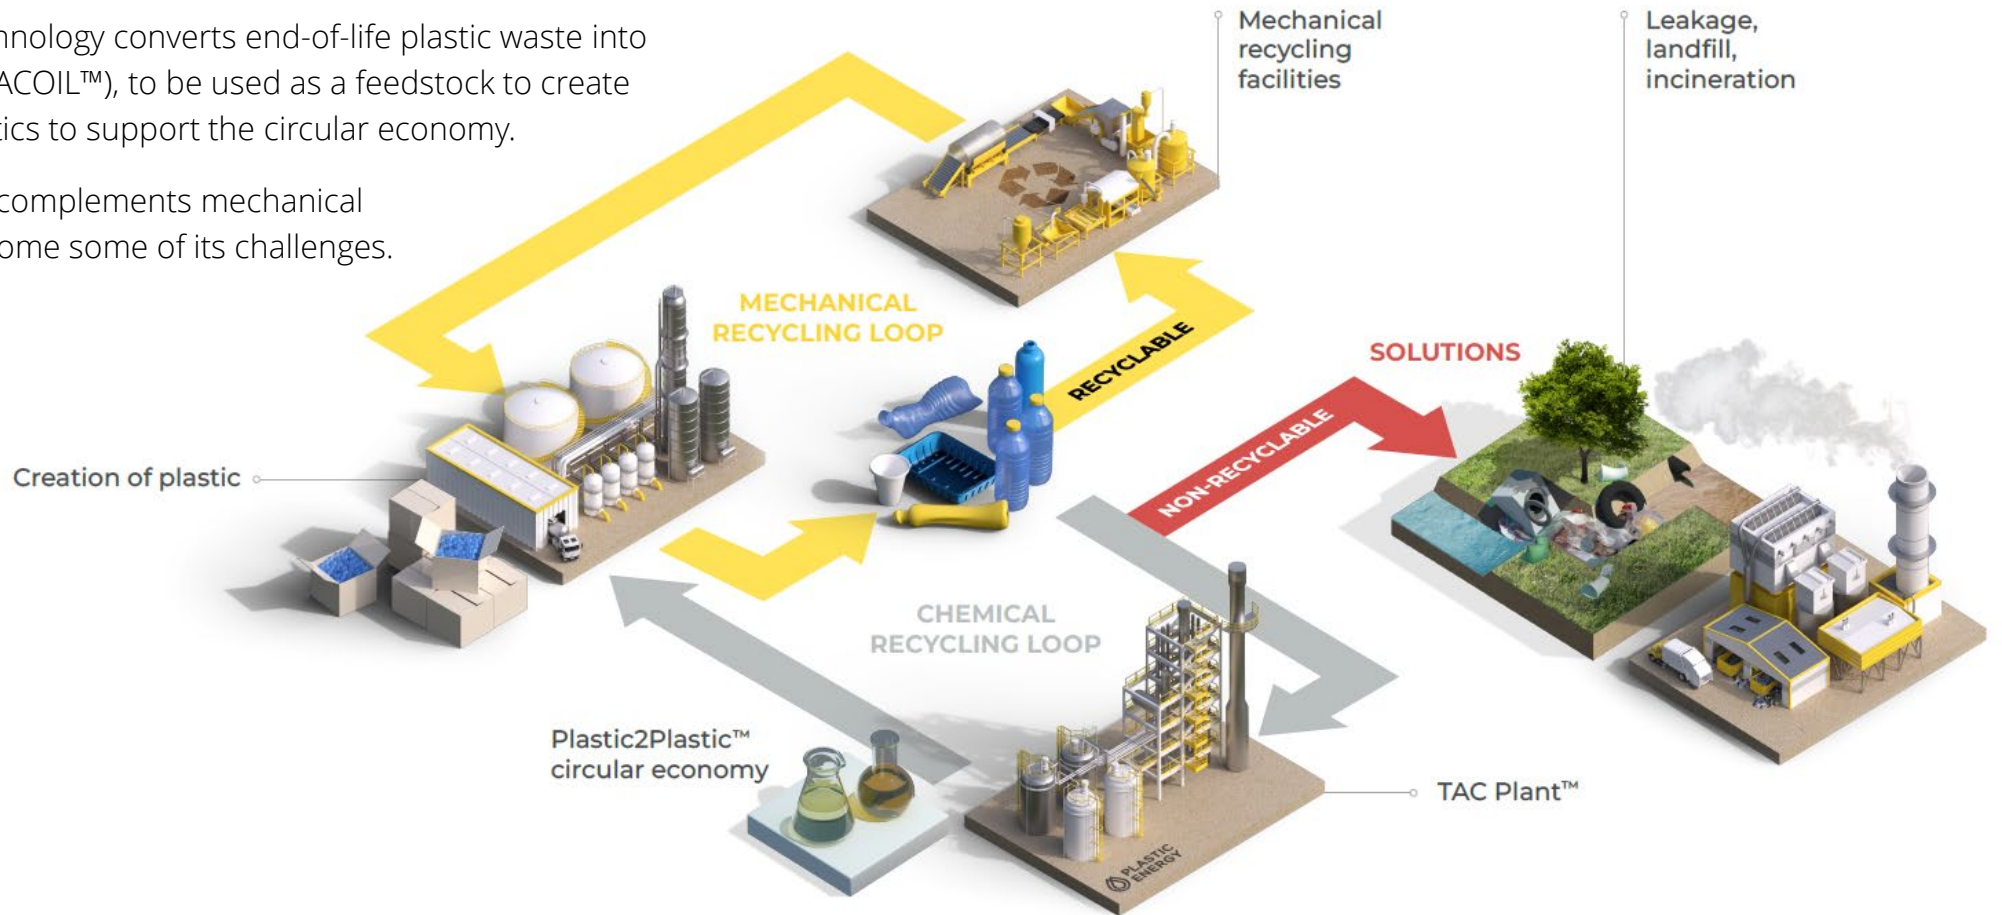 hnology converts end-of-life plastic waste into
ACOIL™), to be used as a feedstock to create
tics to support the circular economy.
complements mechanical
ome some of its challenges.
Mechanical
recycling
facilities
Leakage,
landfill,
incineration
MECHANICAL
RECYCLING LOOP
RECYCLABLE
SOLUTIONS
NON-RECYCLABLE
Creation of plastic
CHEMICAL
RECYCLING LOOP
Plastic2Plastic™
circular economy
TAC Plant™
PLASTIC
ENERGY